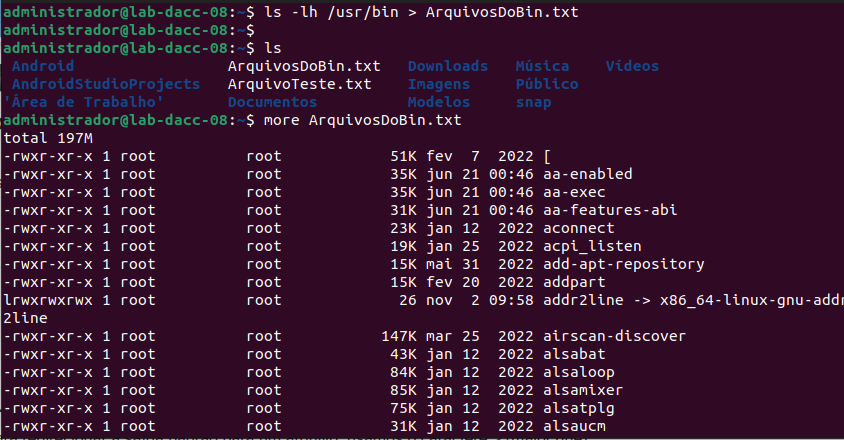 administrador@lab-dacc-08:~$ ls -lh /usr/bin > ArquivosDoBin.txt
administrador@lab-dacc-08:~$
administrador@lab-dacc-08:~$ ls
Android ArquivosDoBin.txt Downloads Música Vídeos
AndroidStudioProjects ArquivoTeste.txt Imagens Público
'Área de Trabalho' Documentos Modelos snap
administrador@lab-dacc-08:~$ more ArquivosDoBin.txt
total 197M
-rwxr-xr-x 1 root root 51K fev 7 2022 [
-rwxr-xr-x 1 root root 35K jun 21 00:46 aa-enabled
-rwxr-xr-x 1 root root 35K jun 21 00:46 aa-exec
-rwxr-xr-x 1 root root 31K jun 21 00:46 aa-features-abi
-rwxr-xr-x 1 root root 23K jan 12 2022 aconnect
-rwxr-xr-x 1 root root 19K jan 25 2022 acpi_listen
-rwxr-xr-x 1 root root 15K mai 31 2022 add-apt-repository
-rwxr-xr-x 1 root root 15K fev 20 2022 addpart
lrwxrwxrwx 1 root root 26 nov 2 09:58 addr2line -> x86_64-linux-gnu-addr
2line
-rwxr-xr-x 1 root root 147K mar 25 2022 airscan-discover
-rwxr-xr-x 1 root root 43K jan 12 2022 alsabat
-rwxr-xr-x 1 root root 84K jan 12 2022 alsaloop
-rwxr-xr-x 1 root root 85K jan 12 2022 alsamixer
-rwxr-xr-x 1 root root 75K jan 12 2022 alsatplg
-rwxr-xr-x 1 root root 31K jan 12 2022 alsaucm